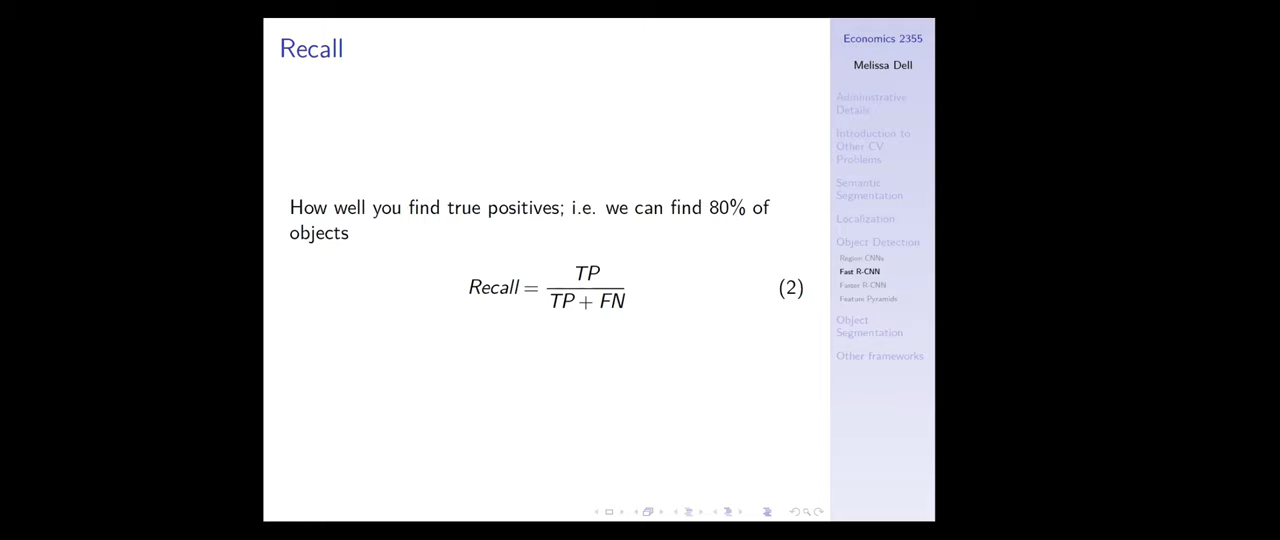 Recall
How well you find true positives; i.e. we can find 80% of
objects
Recall = TP / (TP + FN) (2)
Economics 2355
Melissa Dell
Administrative
Details
Introduction to
Other CV
Problems
Semantic
Segmentation
Localization
Object Detection
Region CNNs
Fast R-CNN
Faster R-CNN
Feature Pyramids
Object
Segmentation
Other frameworks